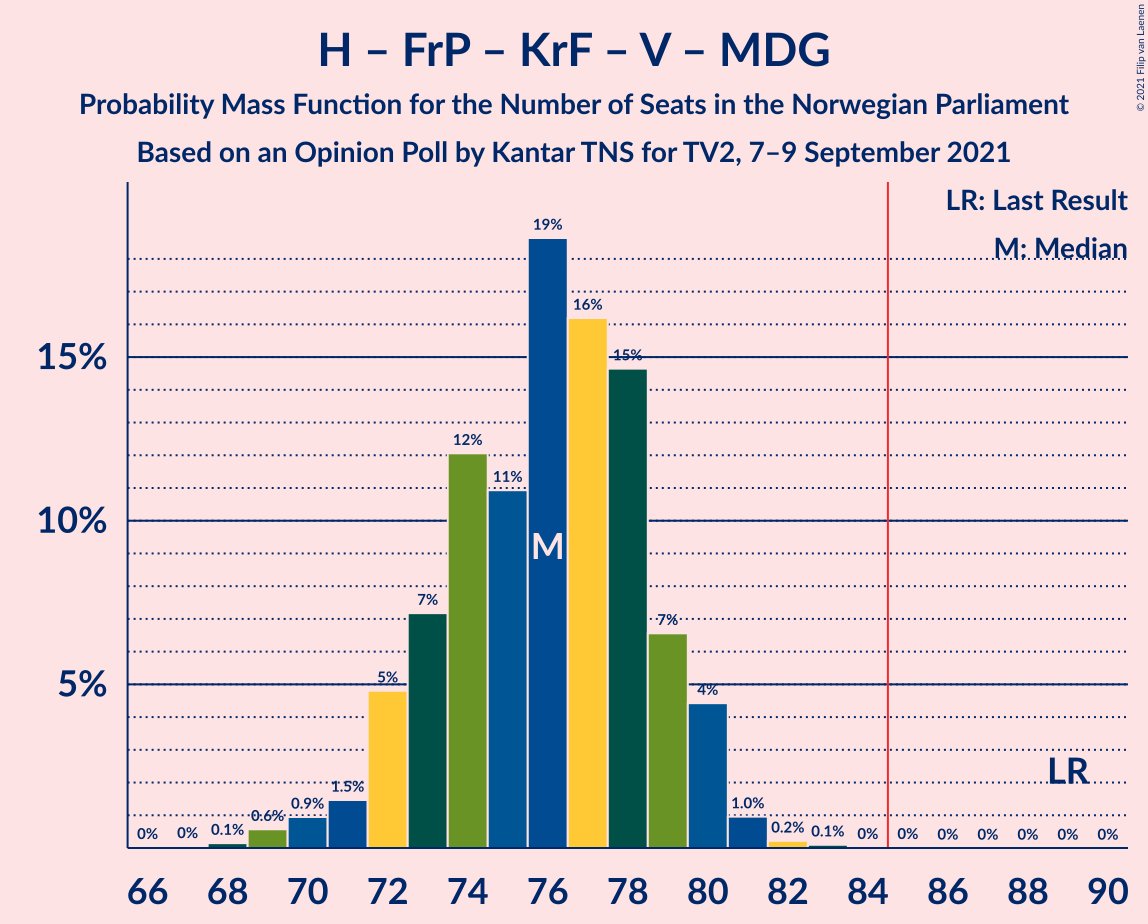 H – FrP – KrF – V – MDG
Probability Mass Function for the Number of Seats in the Norwegian Parliament
Based on an Opinion Poll by Kantar TNS for TV2, 7–9 September 2021
© 2021 Filip van Laenen
LR: Last Result
M: Median
19%
16%
15%
15%
12%
11%
10%
M
7%
7%
5%
5%
4%
LR
1.5%
0.9%
1.0%
0.6%
0.1%
0.2%
0.1%
0% 0% 0% 0% 0% 0% 0% 0% 0%
66 68 70 72 74 76 78 80 82 84 86 88 90